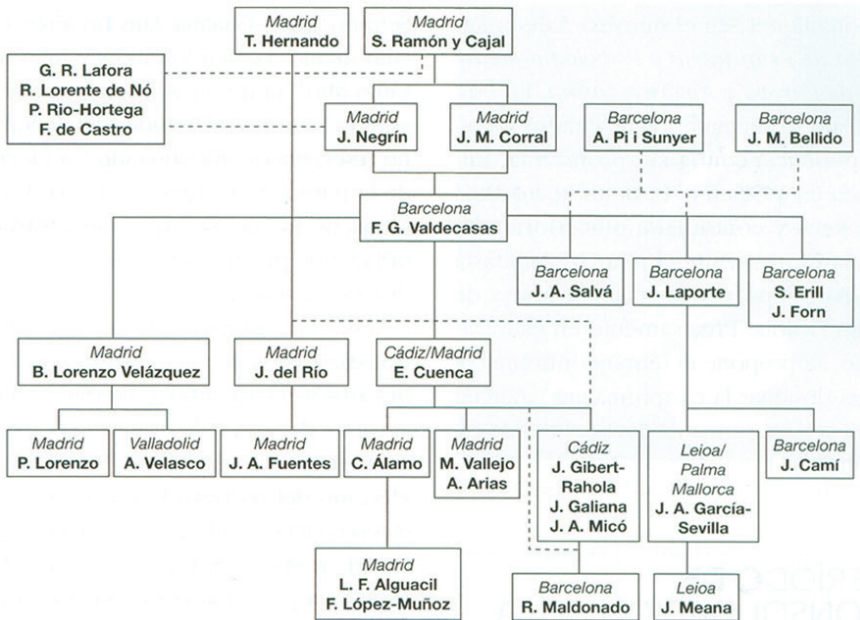 Madrid
T. Hernando
Madrid
S. Ramón y Cajal
G. R. Lafora
R. Lorente de Nó
P. Rio-Hortega
F. de Castro
Madrid
J. Negrín
Madrid
J. M. Corral
Barcelona
A. Pi i Sunyer
Barcelona
J. M. Bellido
Barcelona
F. G. Valdecasas
Barcelona
J. A. Salvá
Barcelona
J. Laporte
Barcelona
S. Erill
J. Forn
Madrid
B. Lorenzo Velázquez
Madrid
J. del Río
Cádiz/Madrid
E. Cuenca
Madrid
P. Lorenzo
Valladolid
A. Velasco
Madrid
J. A. Fuentes
Madrid
C. Álamo
Madrid
M. Vallejo
A. Arias
Cádiz
J. Gibert-
Rahola
J. Galiana
J. A. Micó
Leioa/
Palma
Mallorca
J. A. García-
Sevilla
Barcelona
J. Camí
Madrid
L. F. Alguacil
F. López-Muñoz
Barcelona
R. Maldonado
Leioa
J. Meana